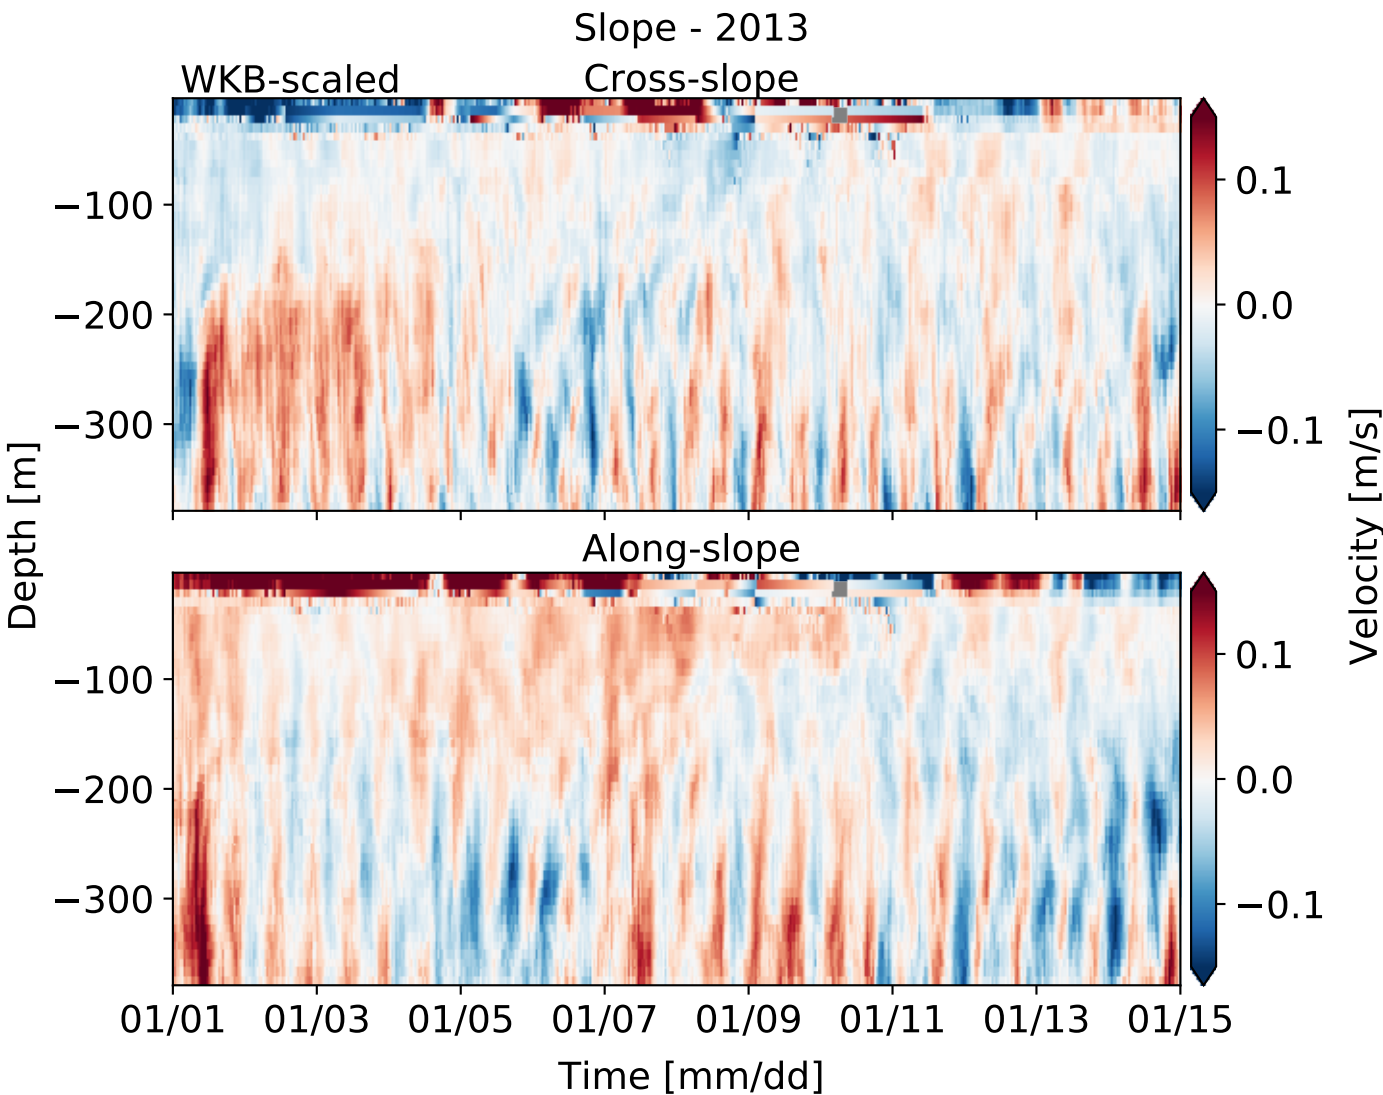 Slope - 2013
WKB-scaled
Cross-slope
−100
−200
−300
0.1
0.0
−0.1
Along-slope
−100
−200
−300
0.1
0.0
−0.1
Depth [m]
Velocity [m/s]
01/01
01/03
01/05
01/07
01/09
01/11
01/13
01/15
Time [mm/dd]